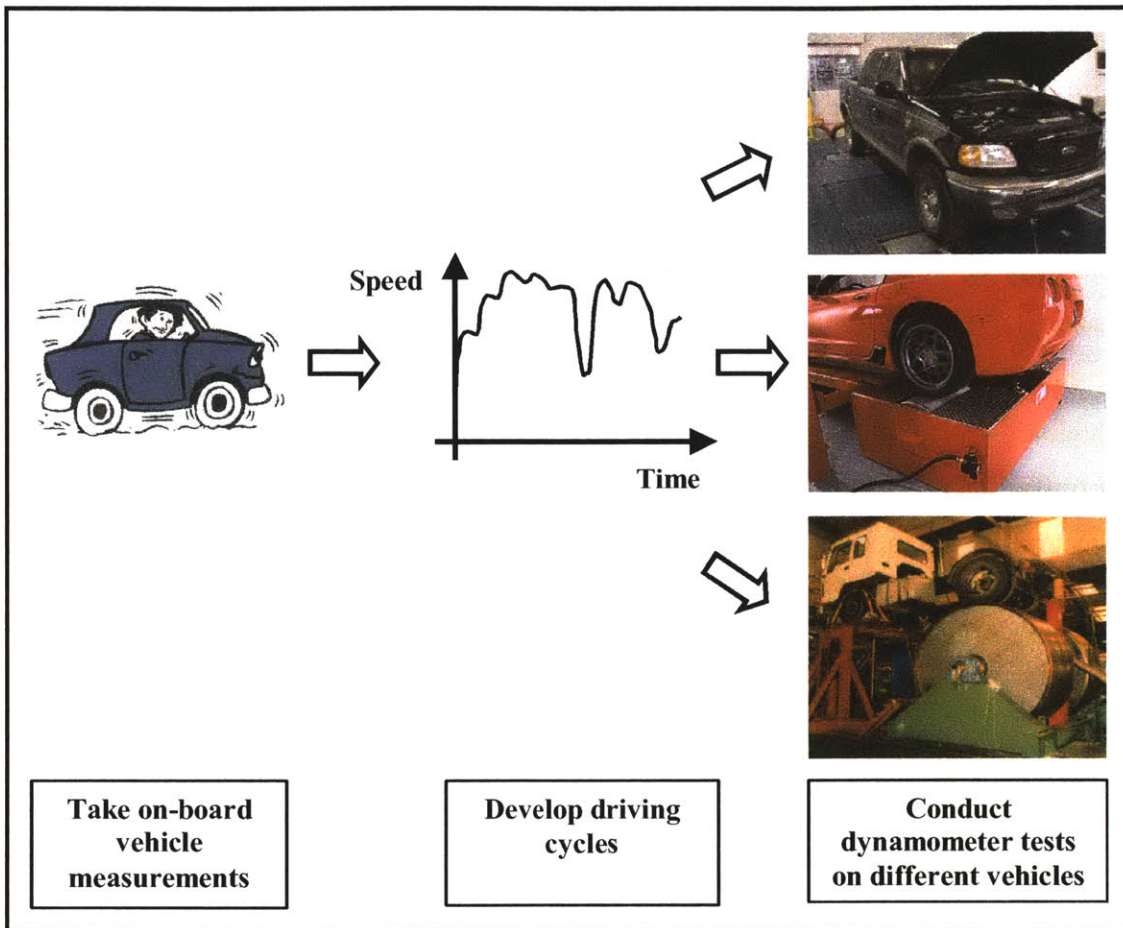 Speed
Time
Take on-board
vehicle
measurements
Develop driving
cycles
Conduct
dynamometer tests
on different vehicles